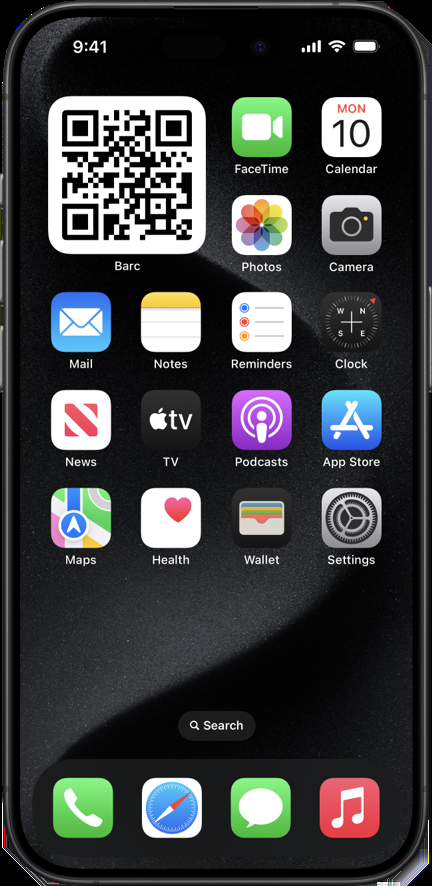 9:41
MON
10
FaceTime
Calendar
Barc
Photos
Camera
W N
S E
Mail
Notes
Reminders
Clock
tv
News
TV
Podcasts
App Store
Maps
Health
Wallet
Settings
Search